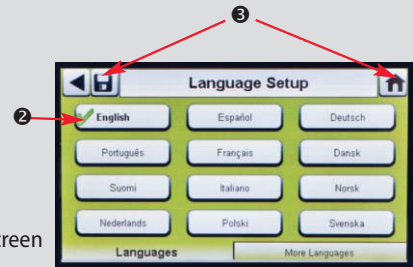 ❸
Language Setup
❷
English Español Deutsch
Português Français Dansk
Suomi Italiano Norsk
Nederlands Polski Svenska
reen
Languages More Languages